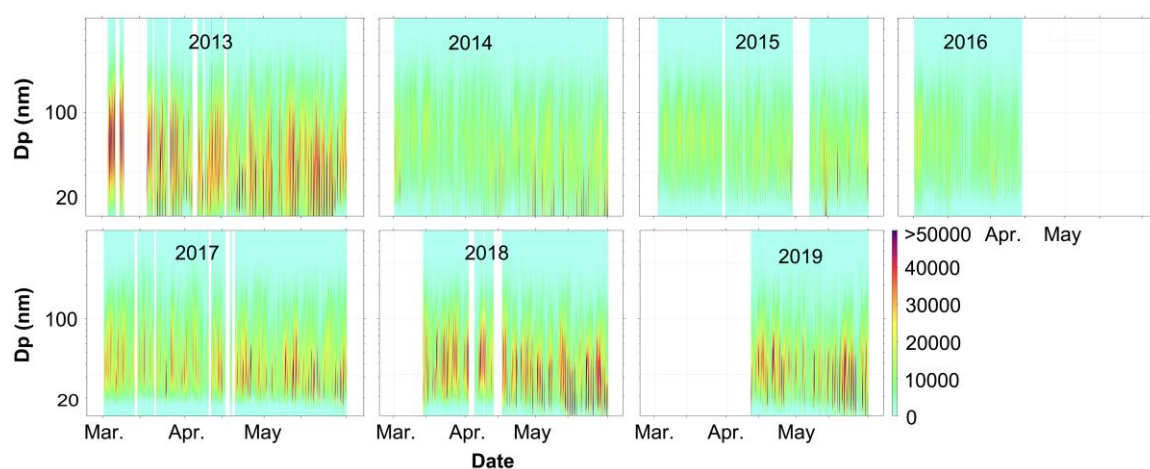 2013
2014
2015
2016
Dp (nm)
100
20
2017
2018
2019
>50000
40000
30000
20000
10000
0
Apr. May
Dp (nm)
100
20
Mar. Apr. May
Mar. Apr. May
Mar. Apr. May
Date